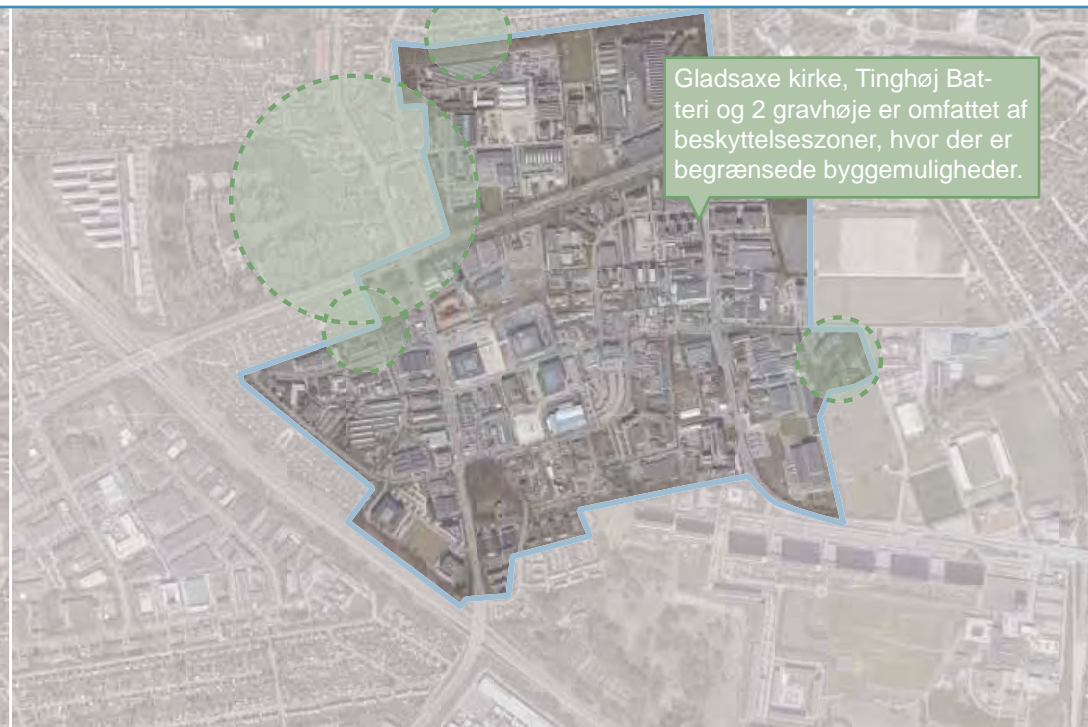 Gladsaxe kirke, Tinghøj Bat-
teri og 2 gravhøje er omfattet af
beskyttelseszoner, hvor der er
begrænsede byggemuligheder.